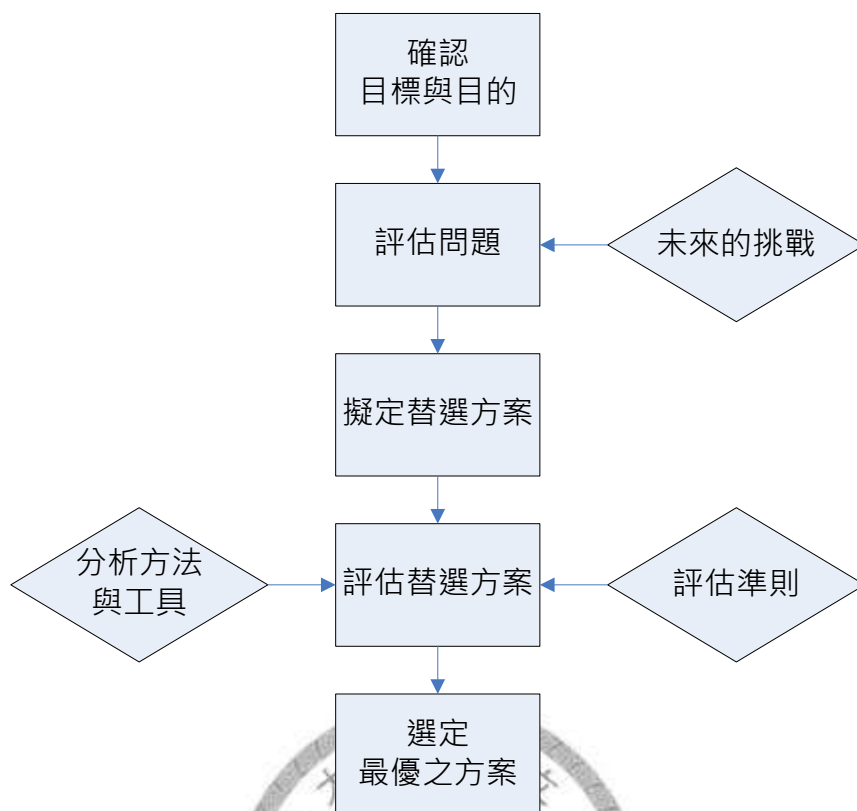 確認
目標與目的
評估問題
未來的挑戰
擬定替選方案
分析方法
與工具
評估替選方案
評估準則
選定
最優之方案